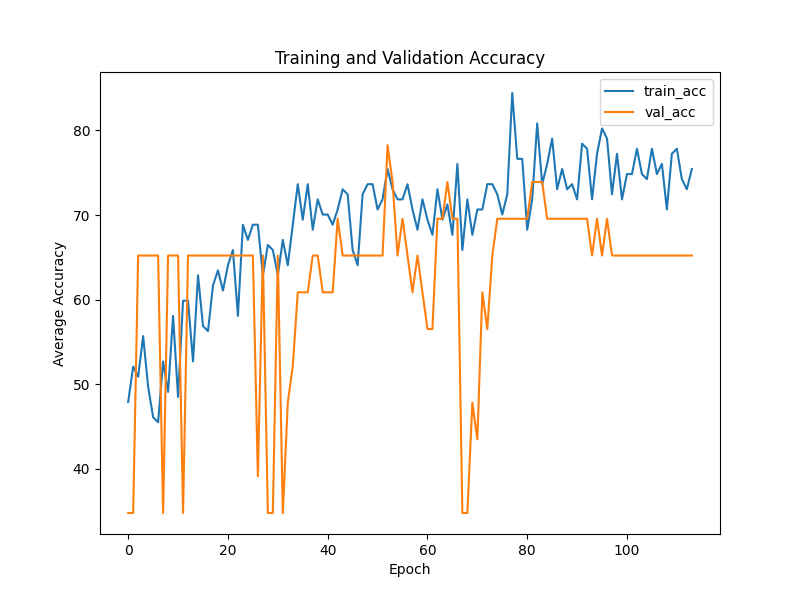 Training and Validation Accuracy
train_acc
val_acc
80
70
60
50
40
Average Accuracy
0
20
40
60
80
100
Epoch